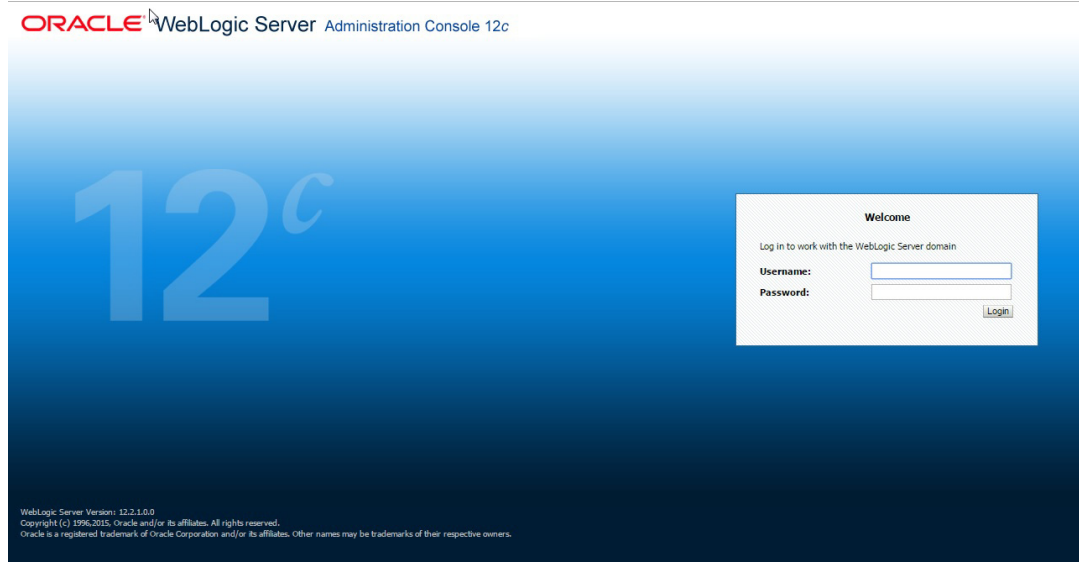 ORACLE WebLogic Server Administration Console 12c
12c
Welcome
Log in to work with the WebLogic Server domain
Username:
Password:
Login
WebLogic Server Version: 12.2.1.0.0
Copyright (c) 1996,2015, Oracle and/or its affiliates. All rights reserved.
Oracle is a registered trademark of Oracle Corporation and/or its affiliates. Other names may be trademarks of their respective owners.